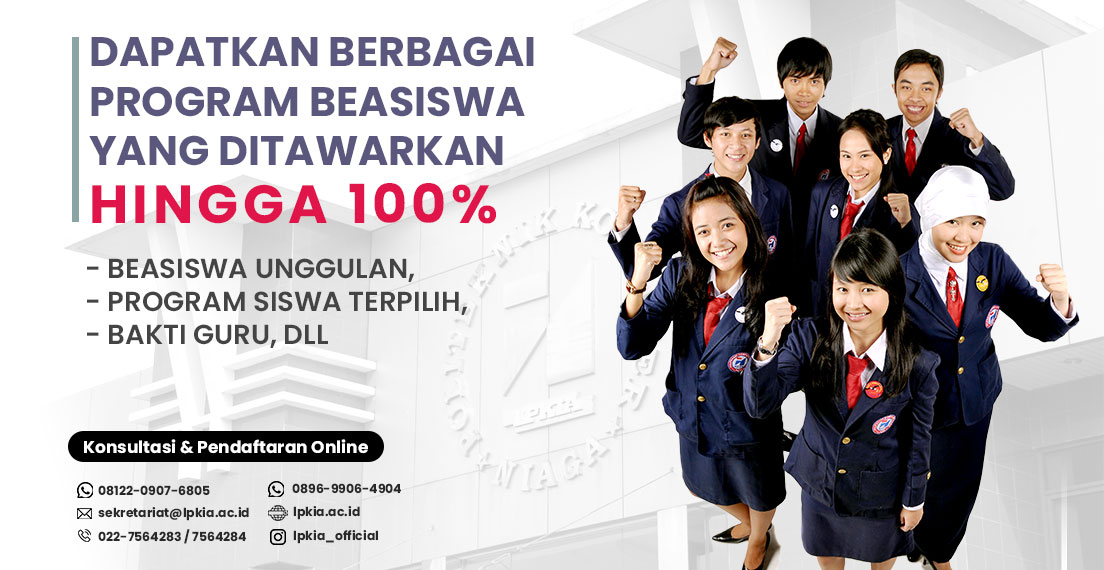 DAPATKAN BERBAGAI
PROGRAM BEASISWA
YANG DITAWARKAN
HINGGA 100%
- BEASISWA UNGGULAN,
- PROGRAM SISWA TERPILIH,
- BAKTI GURU, DLL
Konsultasi & Pendaftaran Online
08122-0907-6805
0896-9906-4904
sekretariat@lpkia.ac.id
lpkia.ac.id
022-7564283 / 7564284
lpkia_official
LPKIA